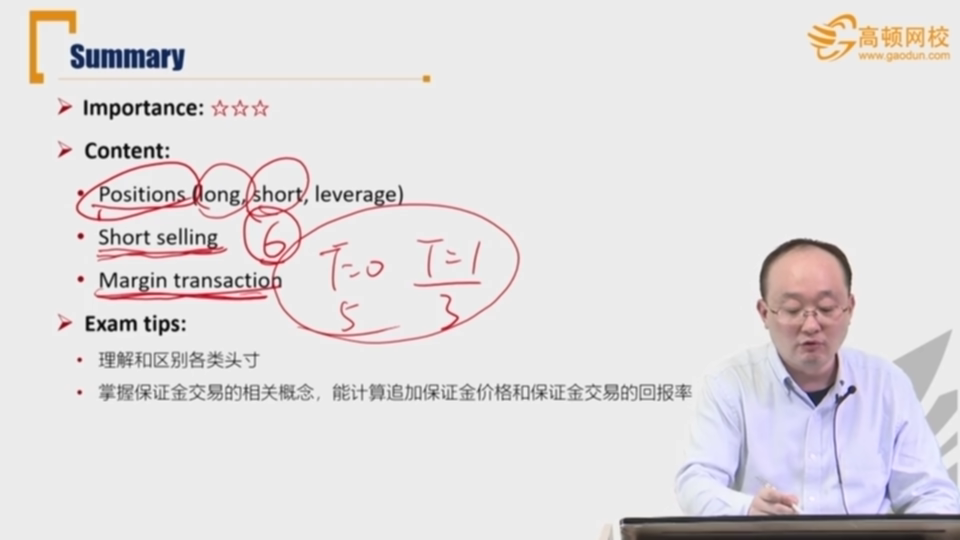 Summary
高顿网校
www.gaodun.com
Importance: ☆☆☆
Content:
Positions (long, short, leverage)
Short selling
6
T=0 T=1
5 3
Margin transaction
Exam tips:
理解和区别各类头寸
掌握保证金交易的相关概念，能计算追加保证金价格和保证金交易的回报率